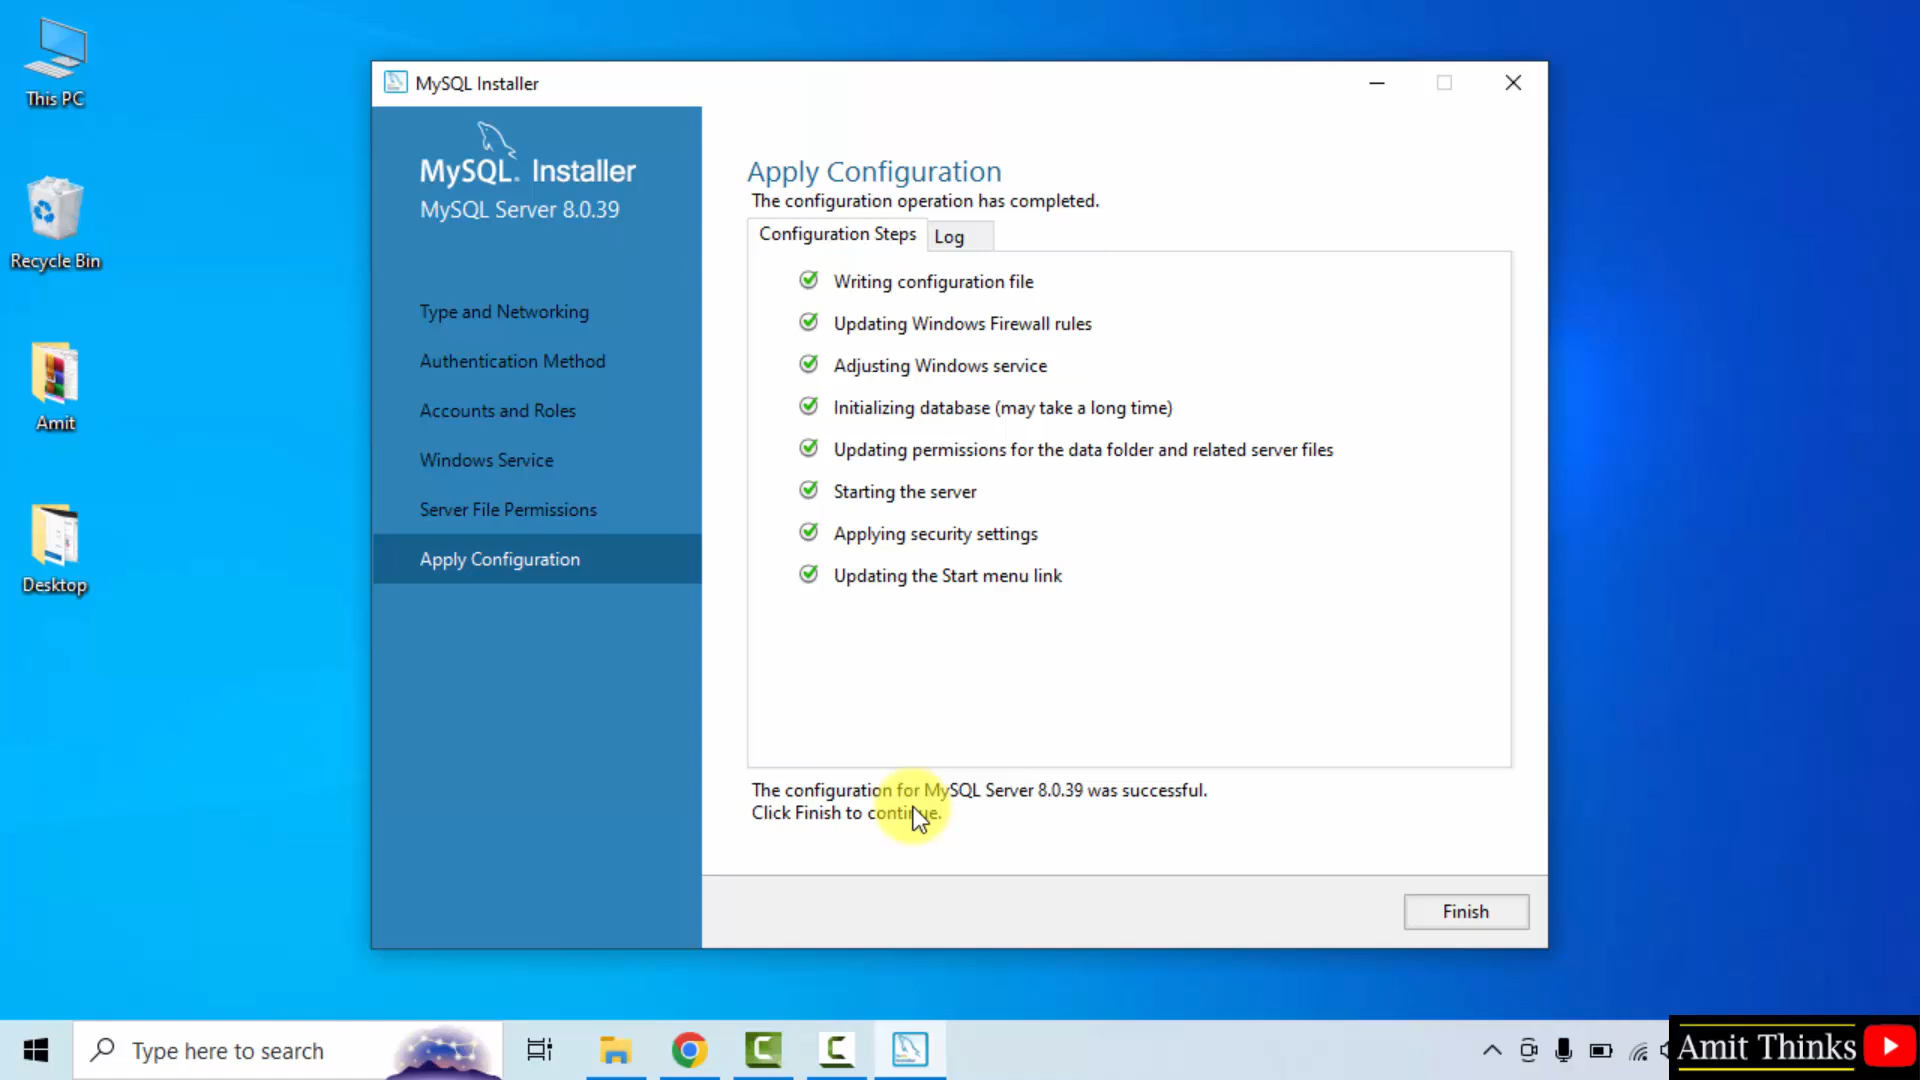 This PC
Recycle Bin
Amit
Desktop
MySQL Installer
MySQL. Installer
MySQL Server 8.0.39
Type and Networking
Authentication Method
Accounts and Roles
Windows Service
Server File Permissions
Apply Configuration
Apply Configuration
The configuration operation has completed.
Configuration Steps
Log
Writing configuration file
Updating Windows Firewall rules
Adjusting Windows service
Initializing database (may take a long time)
Updating permissions for the data folder and related server files
Starting the server
Applying security settings
Updating the Start menu link
The configuration for MySQL Server 8.0.39 was successful.
Click Finish to continue.
Finish
Type here to search
Amit Thinks